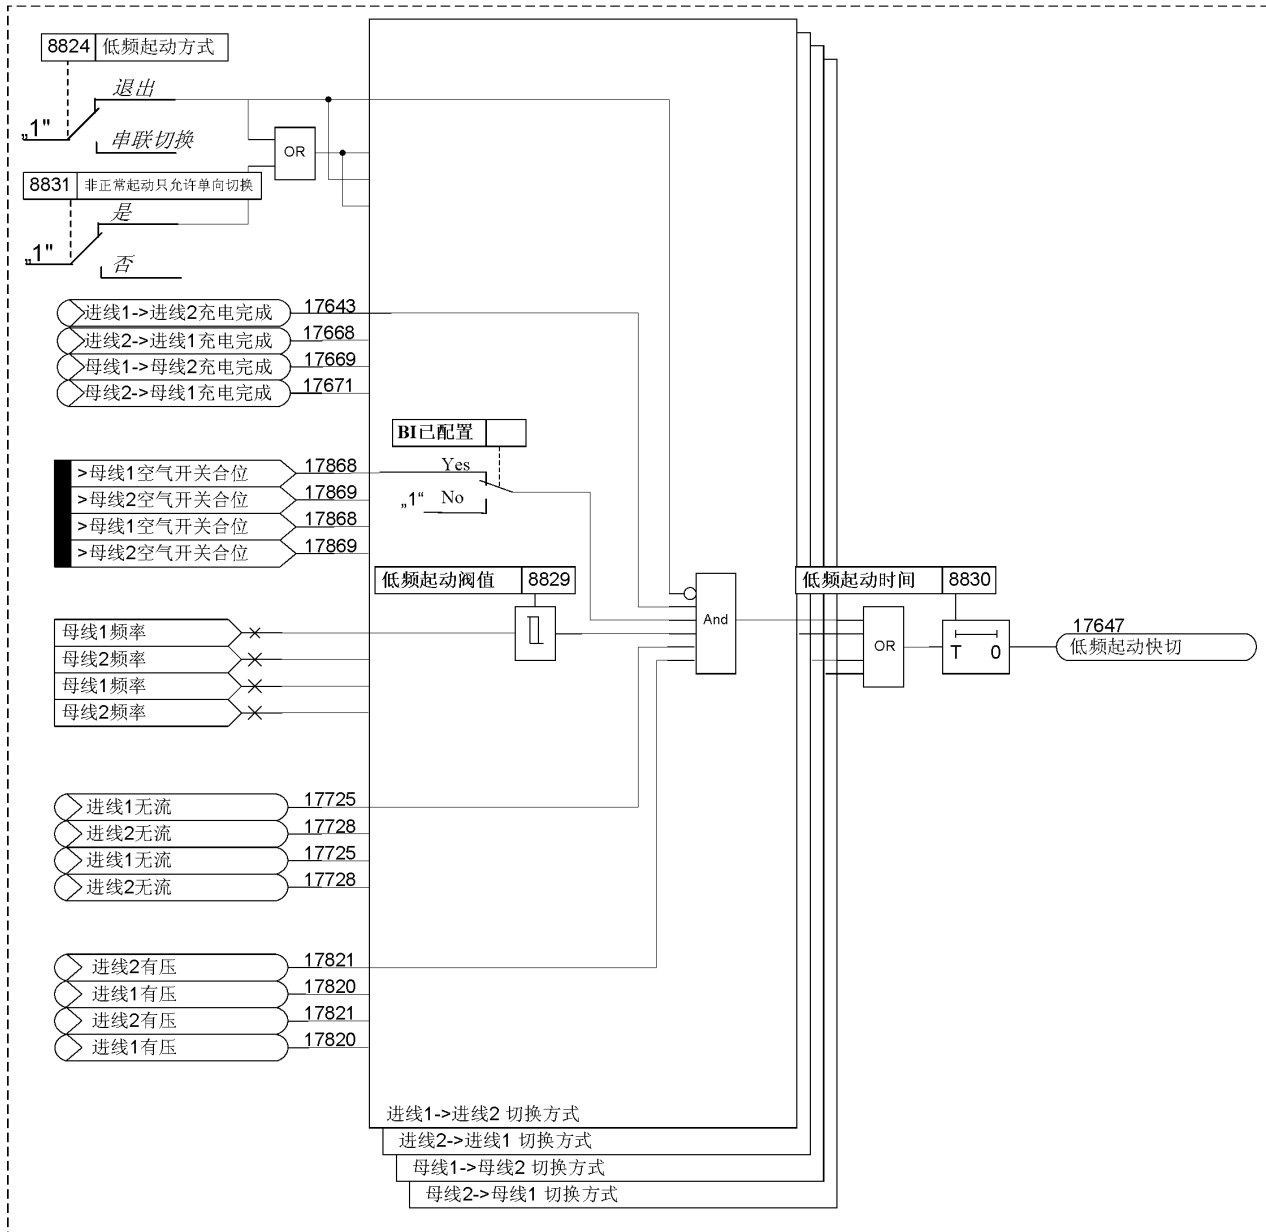 8824 低频起动方式
退出
„1"
串联切换
OR
8831 非正常起动只允许单向切换
是
„1"
否
进线1->进线2充电完成 17643
进线2->进线1充电完成 17668
母线1->母线2充电完成 17669
母线2->母线1充电完成 17671
BI已配置
>母线1空气开关合位 17868 Yes
>母线2空气开关合位 17869 „1“ No
>母线1空气开关合位 17868
>母线2空气开关合位 17869
低频起动阀值 8829
低频起动时间 8830
And
母线1频率
母线2频率
母线1频率
母线2频率
OR
T 0
17647
低频起动快切
进线1无流 17725
进线2无流 17728
进线1无流 17725
进线2无流 17728
进线2有压 17821
进线1有压 17820
进线2有压 17821
进线1有压 17820
进线1->进线2 切换方式
进线2->进线1 切换方式
母线1->母线2 切换方式
母线2->母线1 切换方式